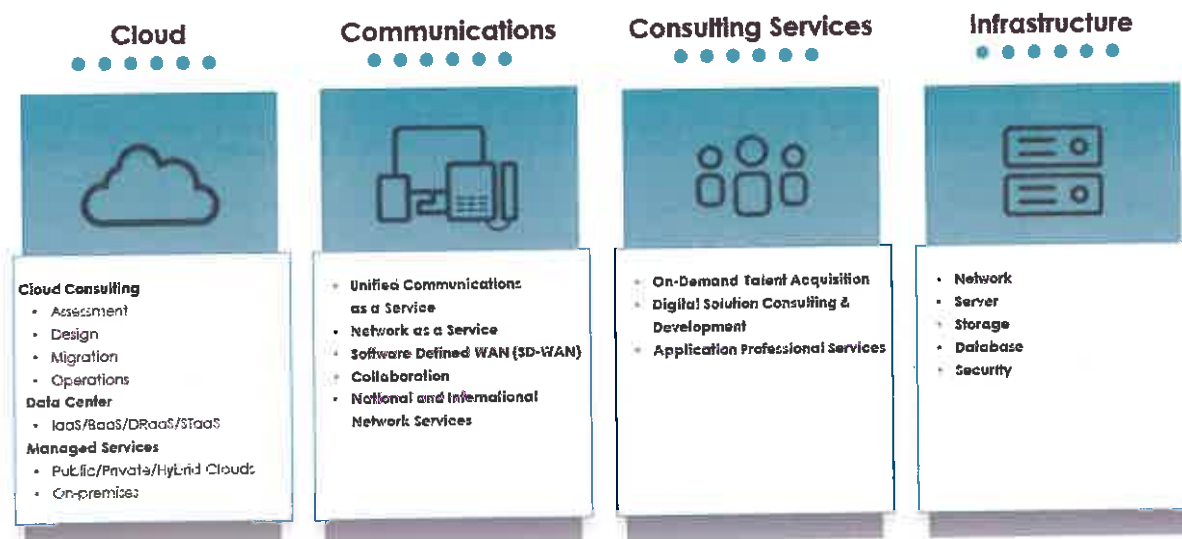 Cloud
Cloud Consulting
• Assessment
• Design
• Migration
• Operations
Data Center
• IaaS/BaaS/DRaaS/STaaS
Managed Services
• Public/Private/Hybrid Clouds
• On-premises
Communications
• Unified Communications
as a Service
• Network as a Service
• Software Defined WAN (SD-WAN)
• Collaboration
• National and International
Network Services
Consulting Services
• On-Demand Talent Acquisition
• Digital Solution Consulting &
Development
• Application Professional Services
Infrastructure
• Network
• Server
• Storage
• Database
• Security